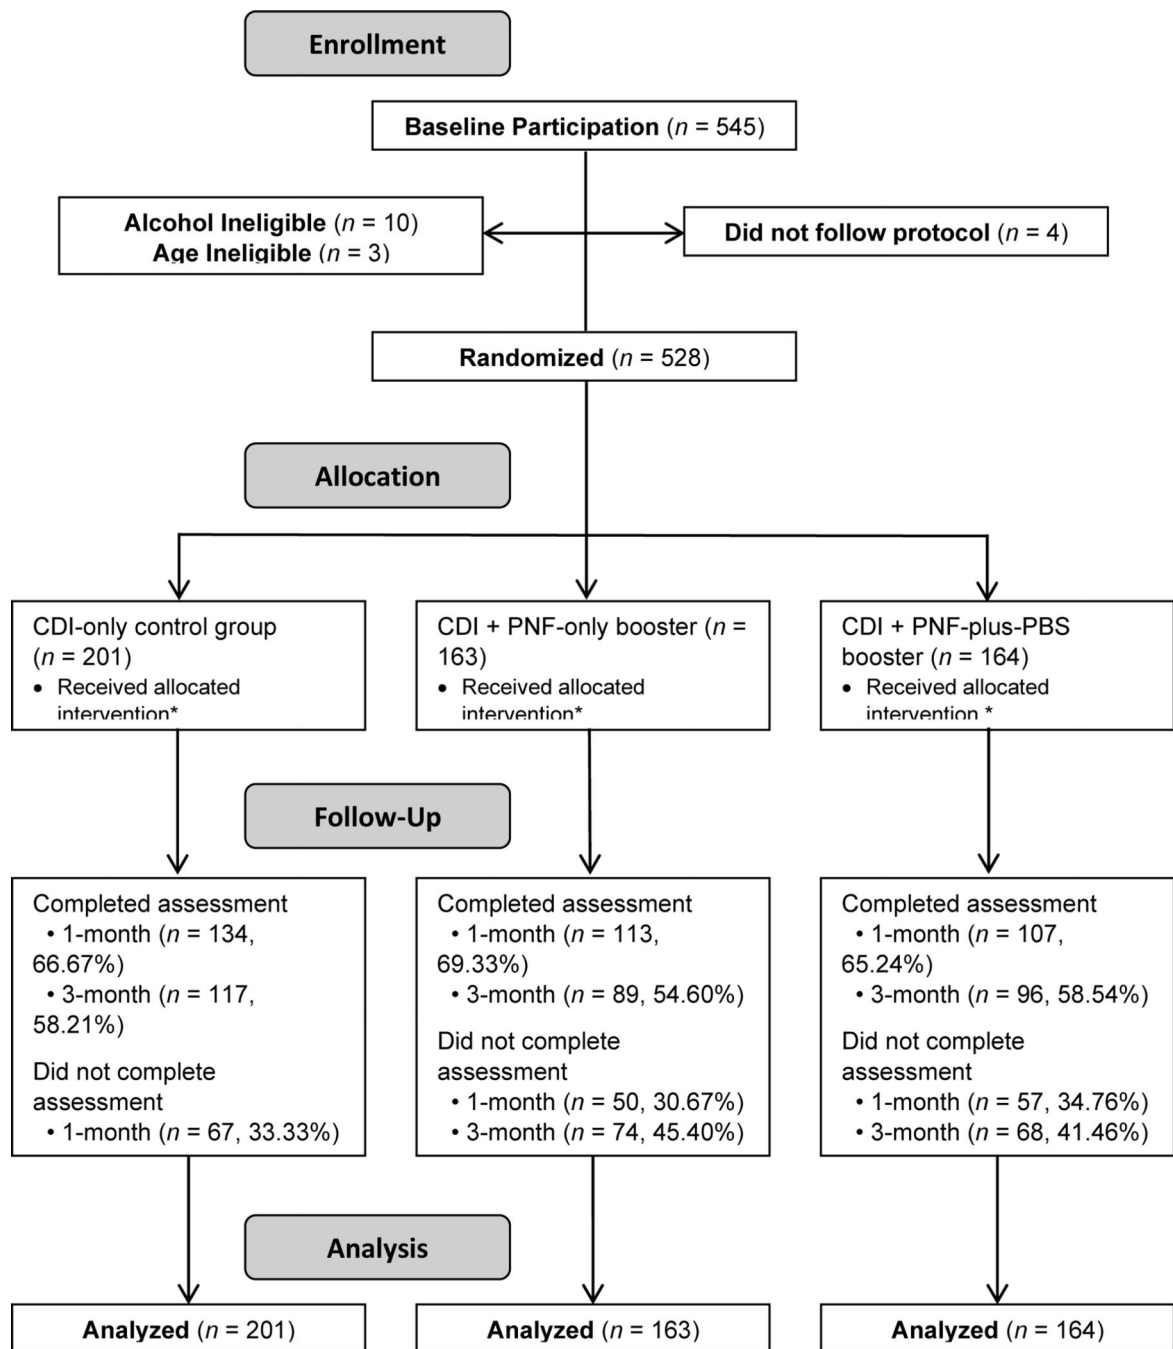 Enrollment
Baseline Participation (n = 545)
Alcohol Ineligible (n = 10)
Age Ineligible (n = 3)
Did not follow protocol (n = 4)
Randomized (n = 528)
Allocation
CDI-only control group
(n = 201)
• Received allocated
intervention*
CDI + PNF-only booster (n =
163)
• Received allocated
intervention*
CDI + PNF-plus-PBS
booster (n = 164)
• Received allocated
intervention *
Follow-Up
Completed assessment
• 1-month (n = 134,
66.67%)
• 3-month (n = 117,
58.21%)
Did not complete
assessment
• 1-month (n = 67, 33.33%)
Completed assessment
• 1-month (n = 113,
69.33%)
• 3-month (n = 89, 54.60%)
Did not complete
assessment
• 1-month (n = 50, 30.67%)
• 3-month (n = 74, 45.40%)
Completed assessment
• 1-month (n = 107,
65.24%)
• 3-month (n = 96, 58.54%)
Did not complete
assessment
• 1-month (n = 57, 34.76%)
• 3-month (n = 68, 41.46%)
Analysis
Analyzed (n = 201)
Analyzed (n = 163)
Analyzed (n = 164)